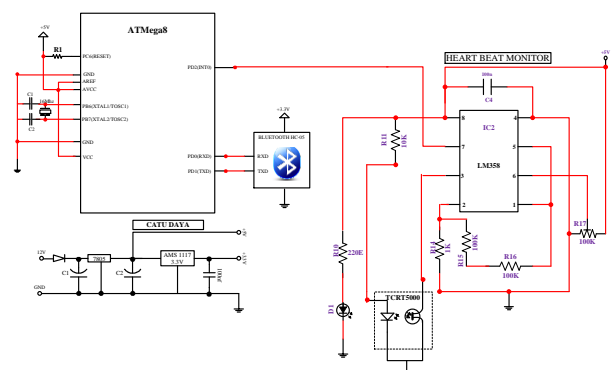 ATMega8
+5V
R1
PC6(RESET)
GND
AREF
AVCC
C1
16Mhz
PB6(XTAL1/TOSC1)
C2
PB7(XTAL2/TOSC2)
GND
VCC
PD2(INT0)
PD0(RXD)
PD1(TXD)
+3.3V
BLUETOOTH HC-05
RXD
TXD
CATU DAYA
12V
7805
AMS 1117
3.3V
C1
C2
100uF
GND
HEART BEAT MONITOR
+5V
100n
C4
8
4
IC2
7
5
LM358
3
6
2
1
R11
10K
R10
220E
D1
R14
1K
R15
100K
R16
100K
R17
100K
TCRT5000